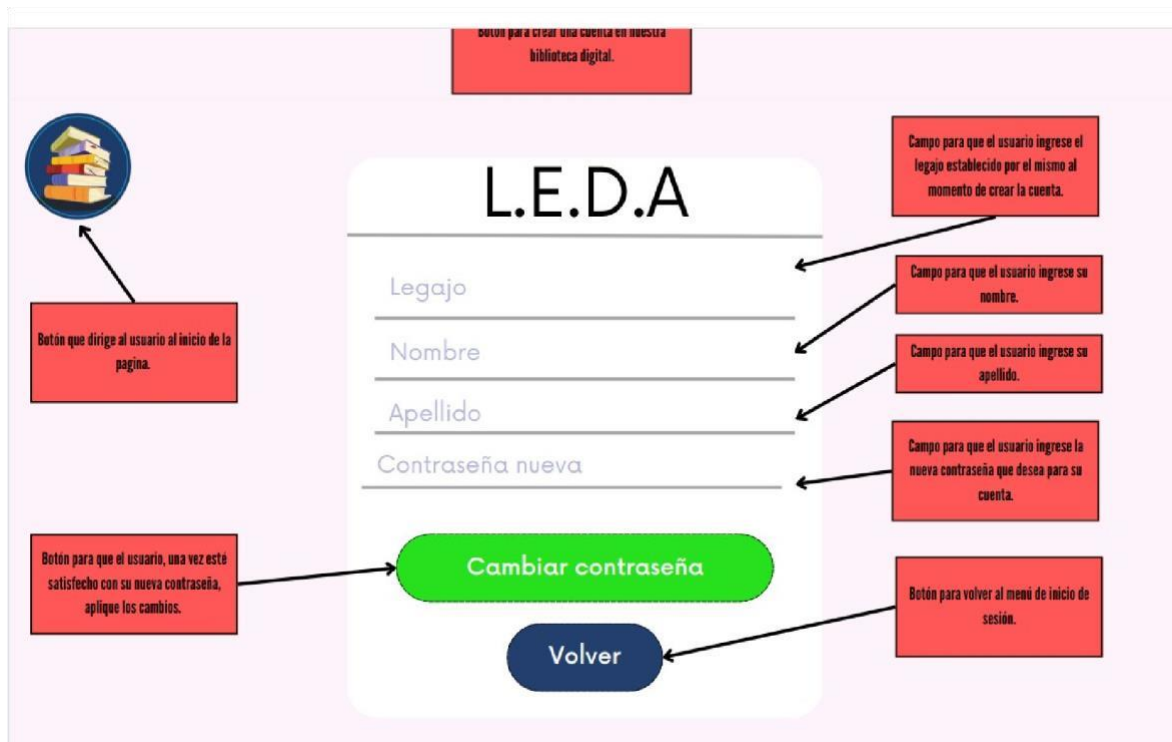 Botón para crear una cuenta en nuestra
biblioteca digital.
Campo para que el usuario ingrese el
legajo establecido por el mismo al
momento de crear la cuenta.
L.E.D.A
Campo para que el usuario ingrese su
nombre.
Legajo
Botón que dirige al usuario al inicio de la
pagina.
Nombre
Campo para que el usuario ingrese su
apellido.
Apellido
Campo para que el usuario ingrese la
nueva contraseña que desea para su
cuenta.
Contraseña nueva
Botón para que el usuario, una vez esté
satisfecho con su nueva contraseña,
aplique los cambios.
Cambiar contraseña
Botón para volver al menú de inicio de
sesión.
Volver